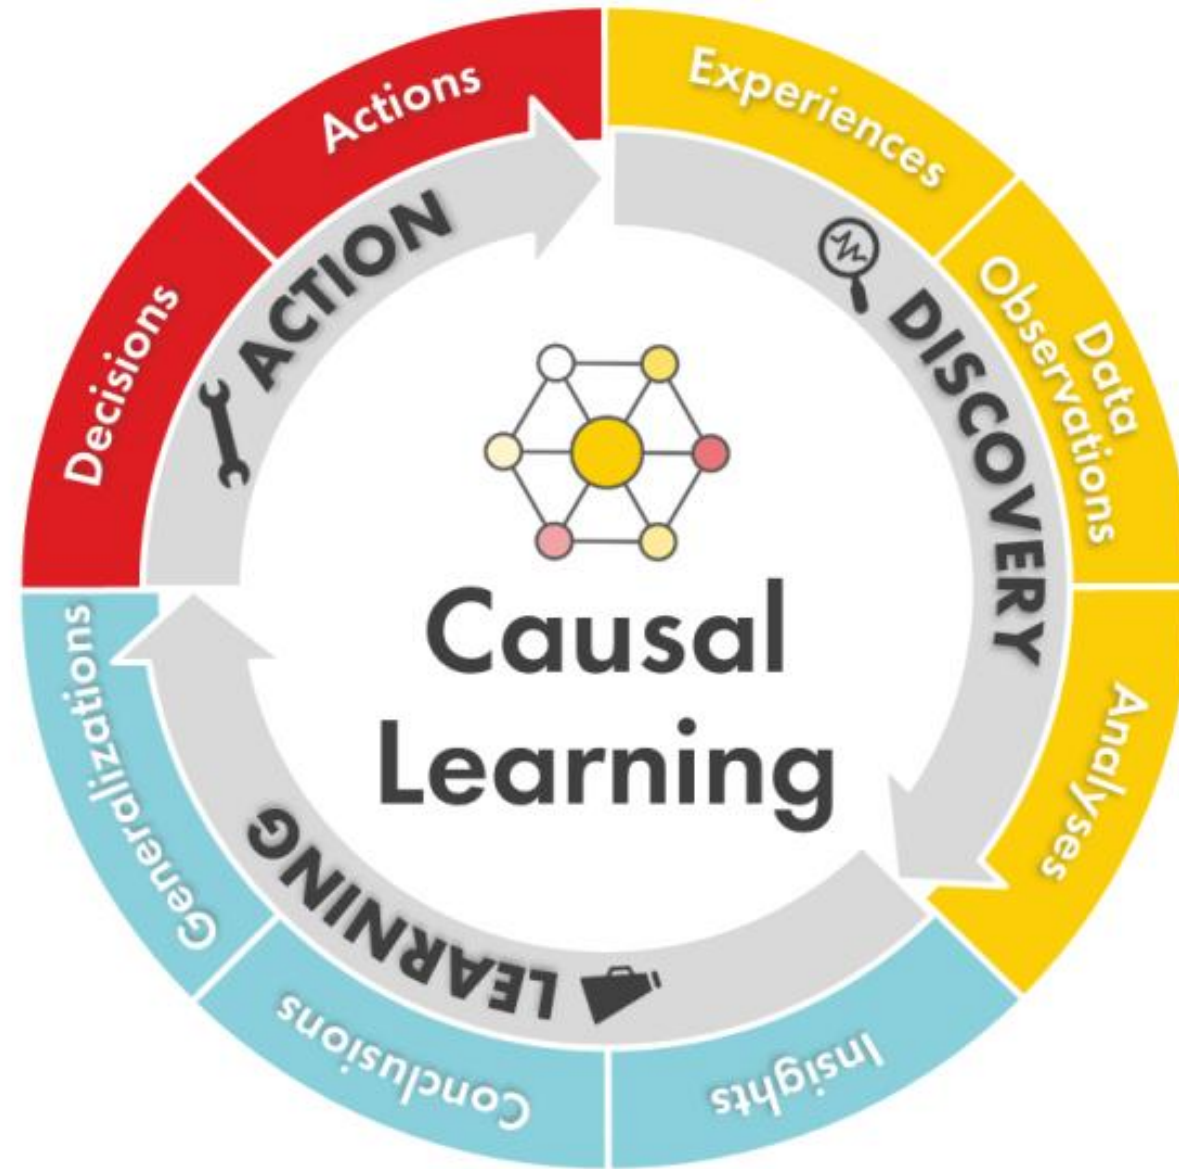 Experiences
Data
Observations
Analyses
Insights
Conclusions
Generalizations
Decisions
Actions
DISCOVERY
LEARNING
ACTION
Causal
Learning